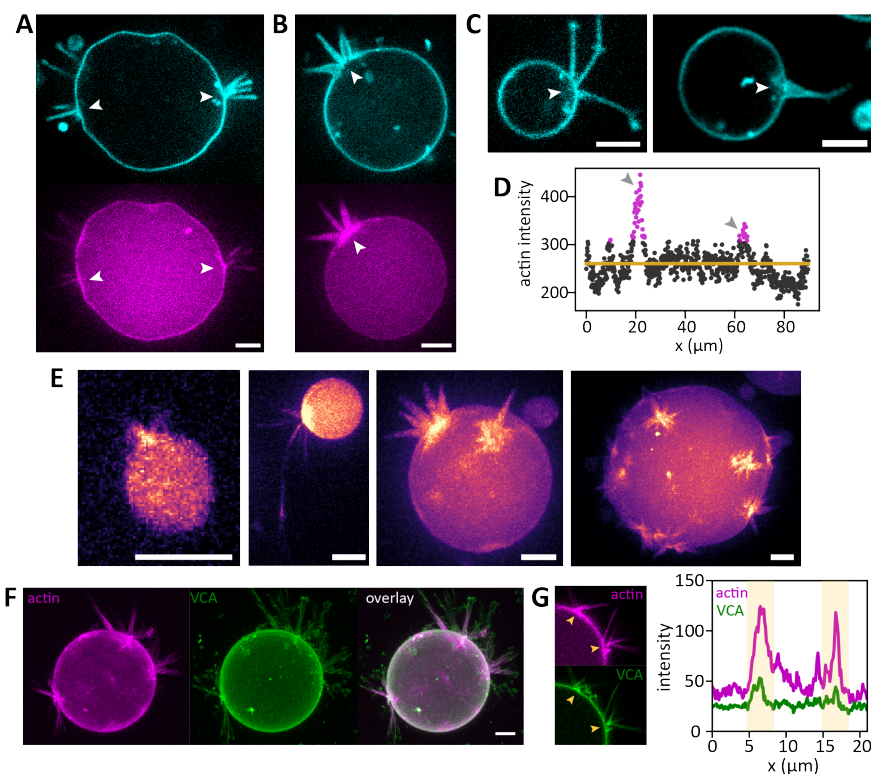 A
B
C
D
actin intensity
400
300
200
0 20 40 60 80
x (μm)
E
F
actin
VCA
overlay
G
actin
VCA
actin
VCA
intensity
150
100
50
0
0 5 10 15 20
x (μm)